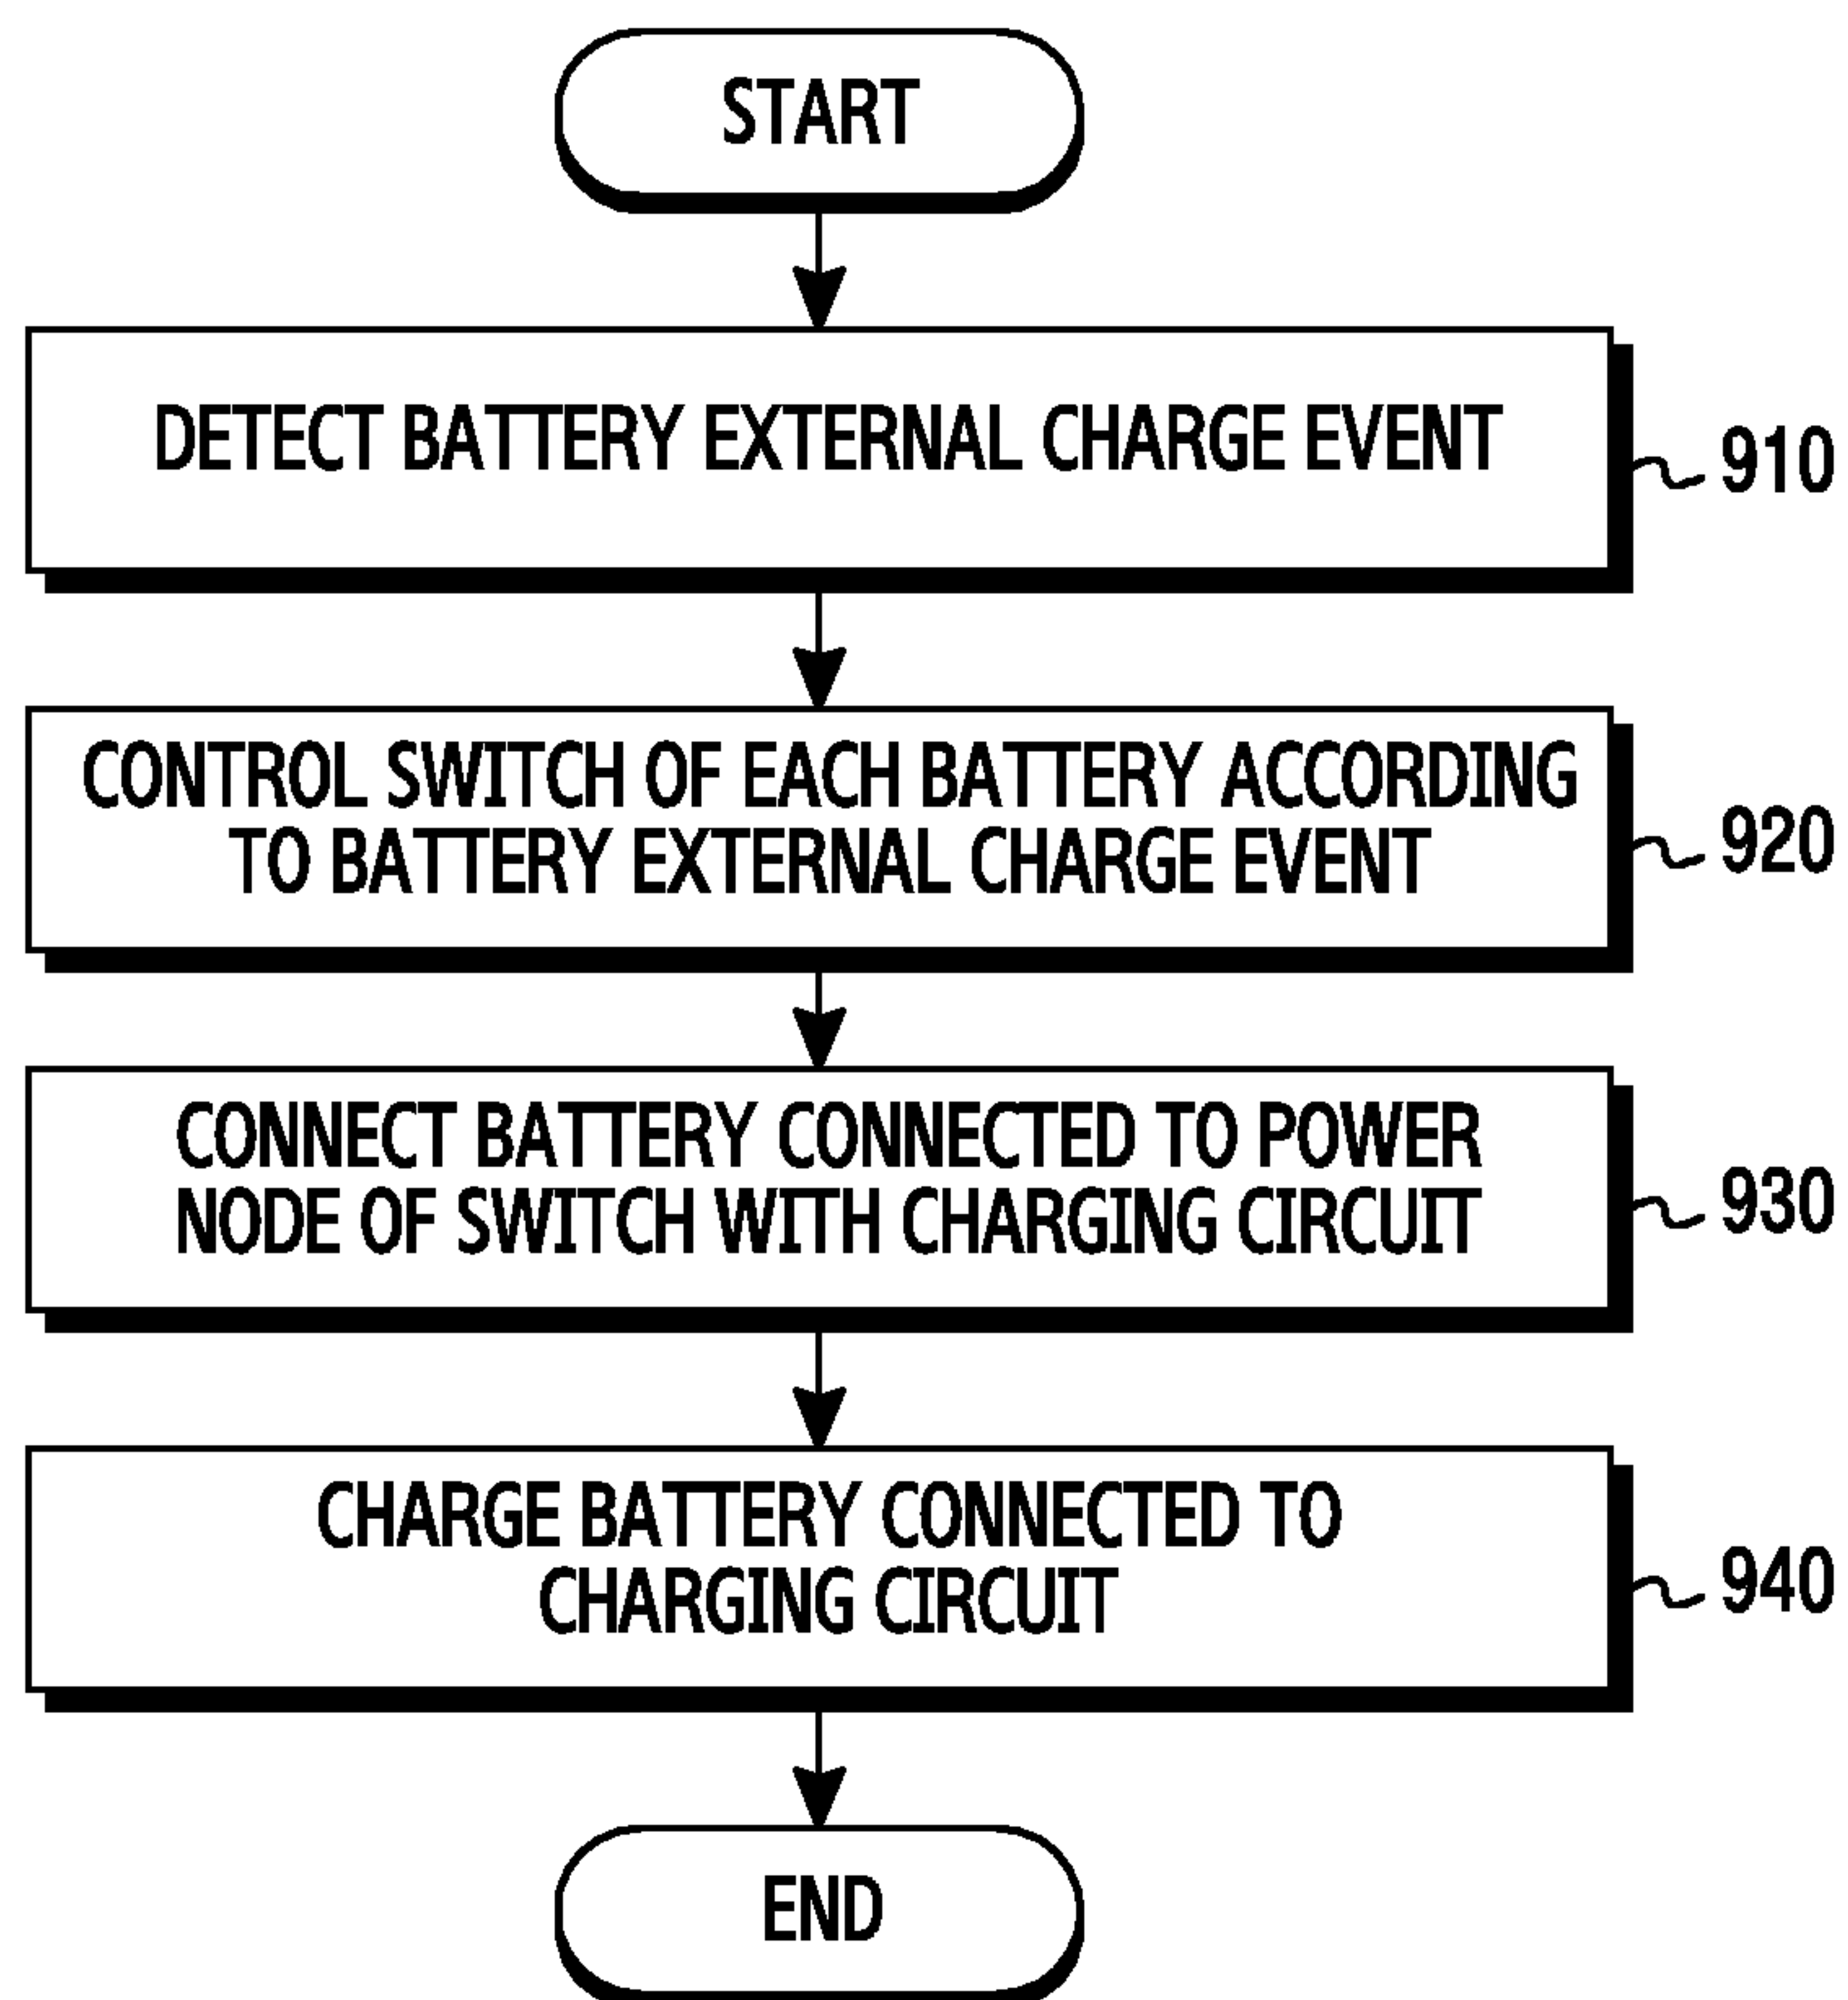 START
DETECT BATTERY EXTERNAL CHARGE EVENT
910
CONTROL SWITCH OF EACH BATTERY ACCORDING
TO BATTERY EXTERNAL CHARGE EVENT
920
CONNECT BATTERY CONNECTED TO POWER
NODE OF SWITCH WITH CHARGING CIRCUIT
930
CHARGE BATTERY CONNECTED TO
CHARGING CIRCUIT
940
END